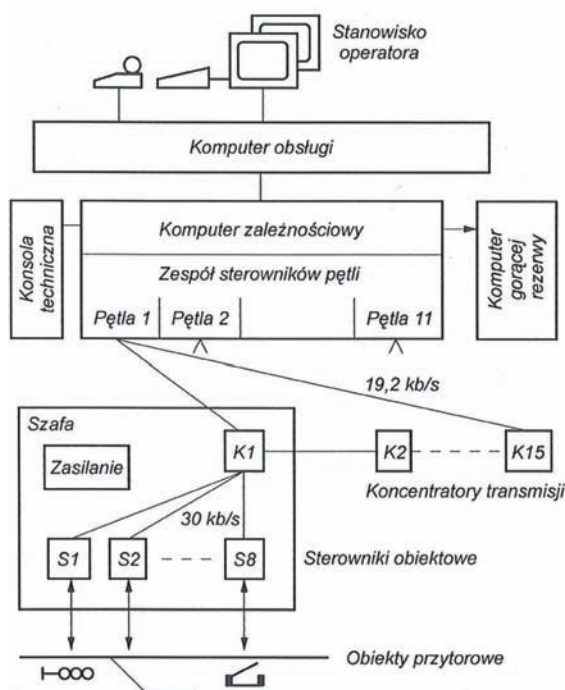 Stanowisko
operatora
Komputer obsługi
Konsola
techniczna
Komputer zależnościowy
Zespół sterowników pętli
Pętla 1
Pętla 2
Pętla 11
Komputer
gorącej
rezerwy
19,2 kb/s
Szafa
Zasilanie
K1
K2
K15
Koncentratory transmisji
30 kb/s
S1
S2
S8
Sterowniki obiektowe
Obiekty przytorowe